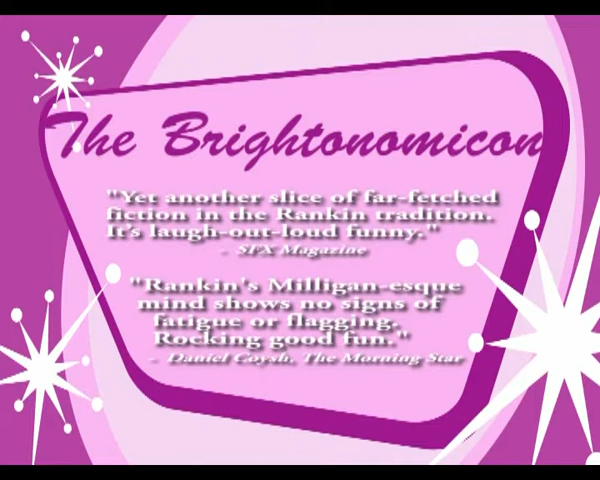 The Brightonomicon
"Yet another slice of far-fetched
fiction in the Rankin tradition.
It's laugh-out-loud funny."
- SFX Magazine
"Rankin's Milligan-esque
mind shows no signs of
fatigue or flagging.
Rocking good fun."
- Daniel Coysh, The Morning Star